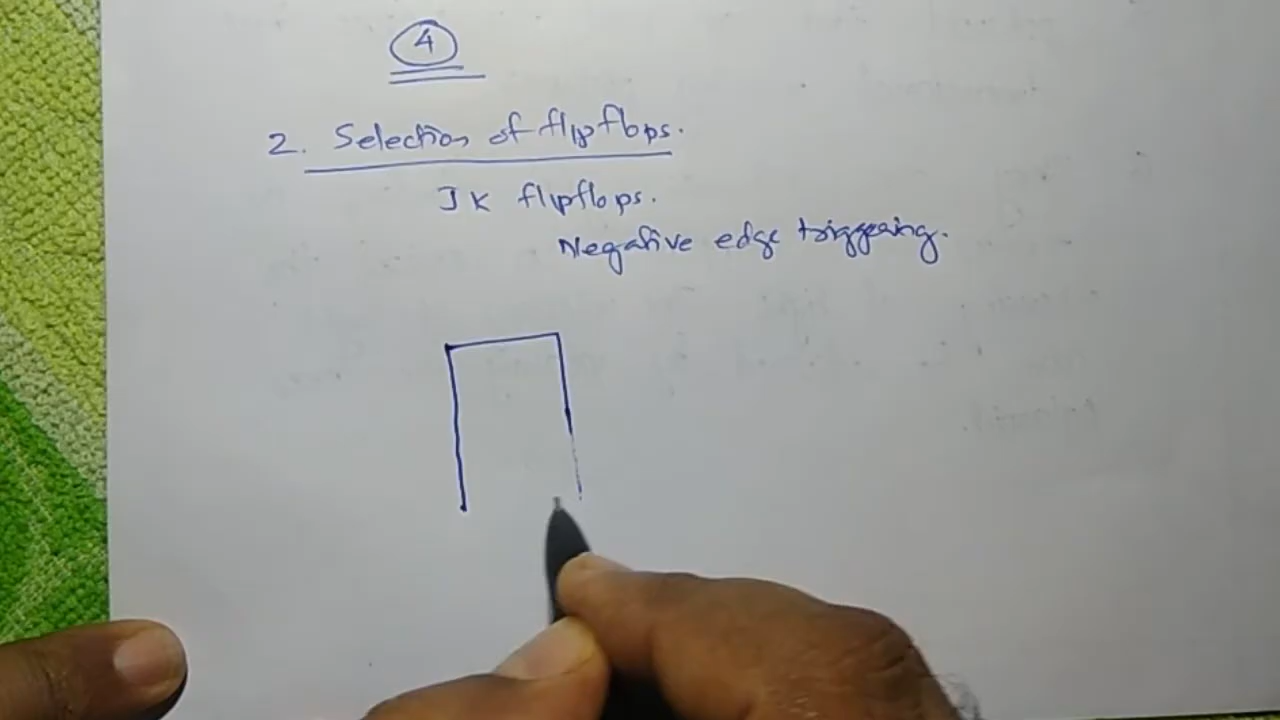 4
2. Selection of flipflops.
JK flipflops.
Negative edge triggering.